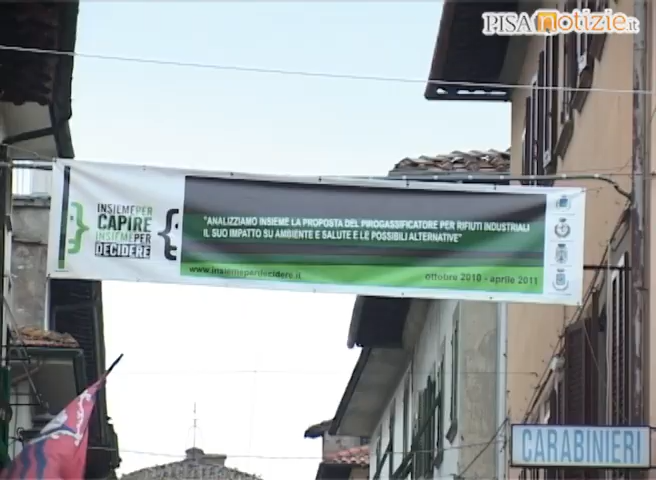 PISAnotizie.it
INSIEMEPER
CAPIRE
INSIEMEPER
DECIDERE
"ANALIZZIAMO INSIEME LA PROPOSTA DEL PIROGASSIFICATORE PER RIFIUTI INDUSTRIALI
IL SUO IMPATTO SU AMBIENTE E SALUTE E LE POSSIBILI ALTERNATIVE"
www.insiemeperdecidere.it
ottobre 2010 - aprile 2011
CARABINIERI